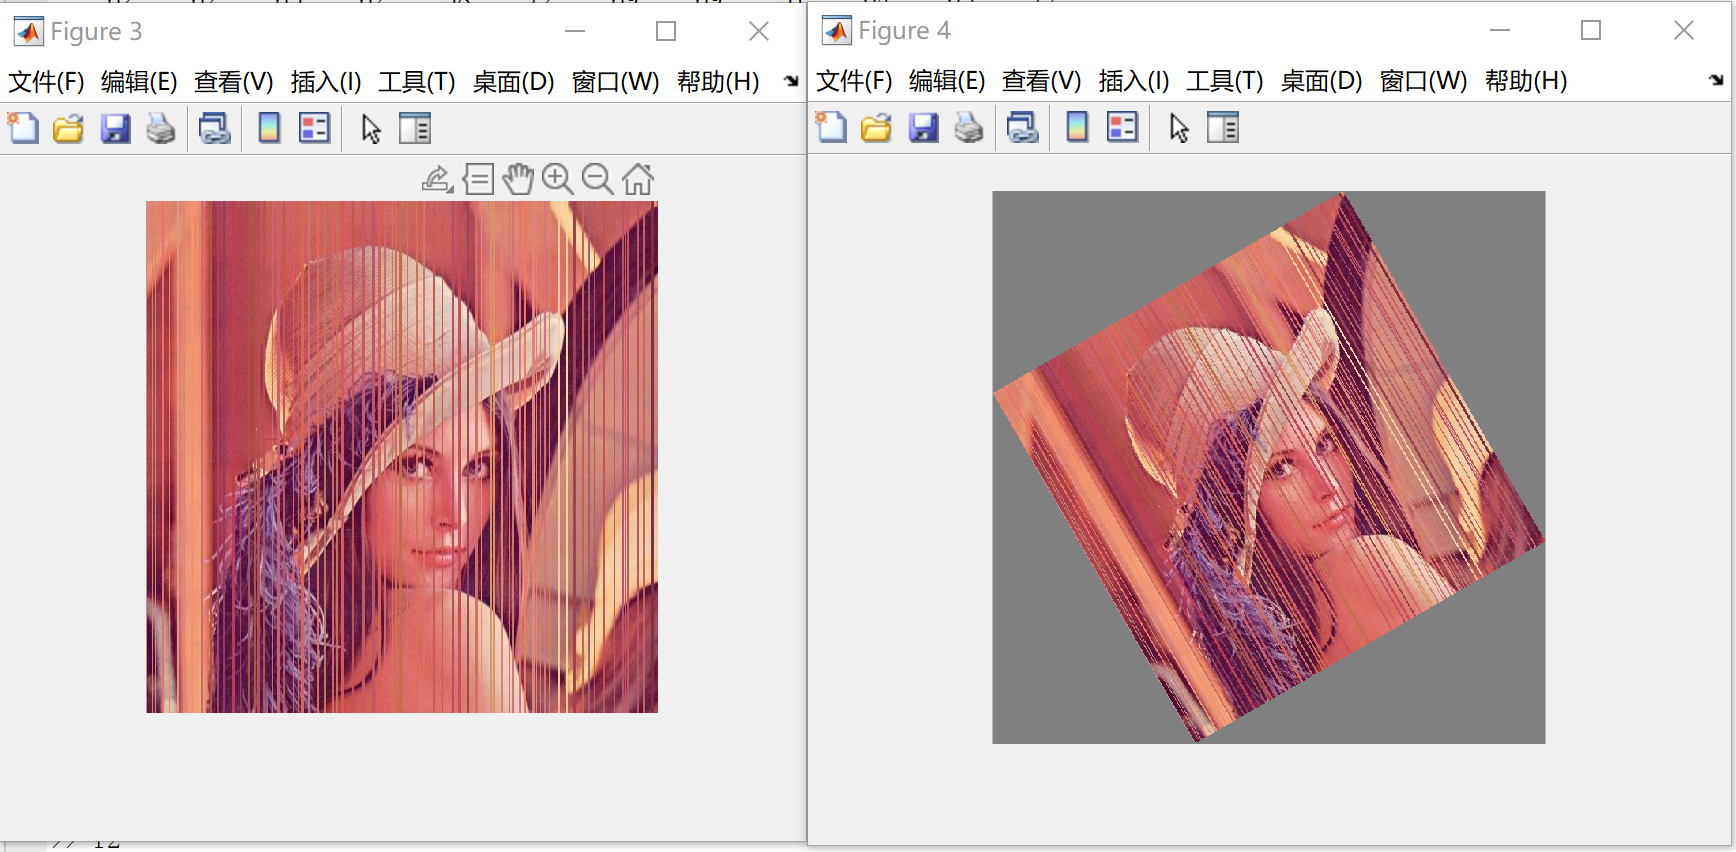 Figure 3
文件(F) 编辑(E) 查看(V) 插入(I) 工具(T) 桌面(D) 窗口(W) 帮助(H)
Figure 4
文件(F) 编辑(E) 查看(V) 插入(I) 工具(T) 桌面(D) 窗口(W) 帮助(H)